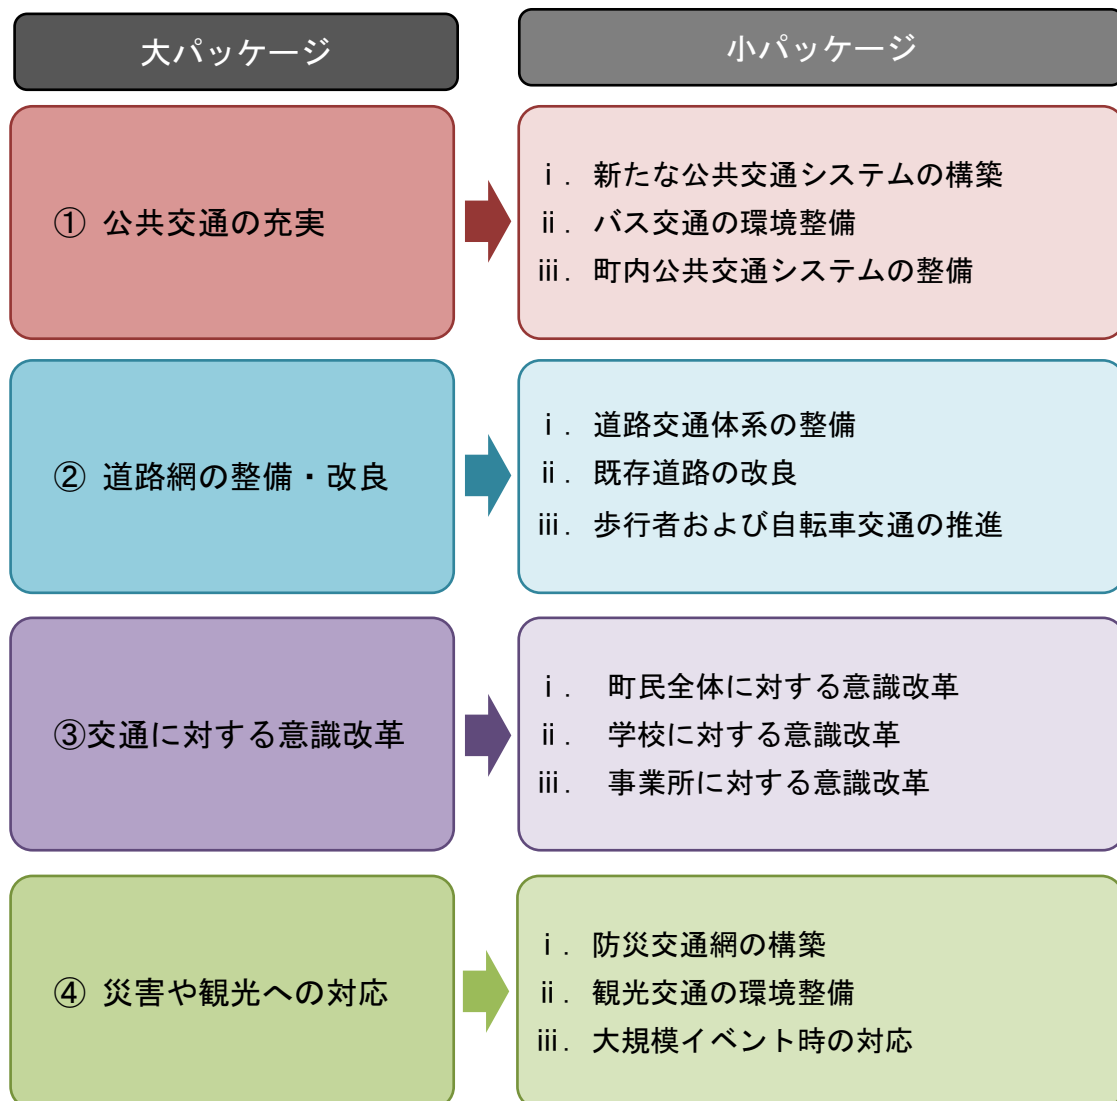 大パッケージ
小パッケージ
① 公共交通の充実
ⅰ. 新たな公共交通システムの構築
ⅱ. バス交通の環境整備
ⅲ. 町内公共交通システムの整備
② 道路網の整備・改良
ⅰ. 道路交通体系の整備
ⅱ. 既存道路の改良
ⅲ. 歩行者および自転車交通の推進
③交通に対する意識改革
ⅰ. 町民全体に対する意識改革
ⅱ. 学校に対する意識改革
ⅲ. 事業所に対する意識改革
④ 災害や観光への対応
ⅰ. 防災交通網の構築
ⅱ. 観光交通の環境整備
ⅲ. 大規模イベント時の対応